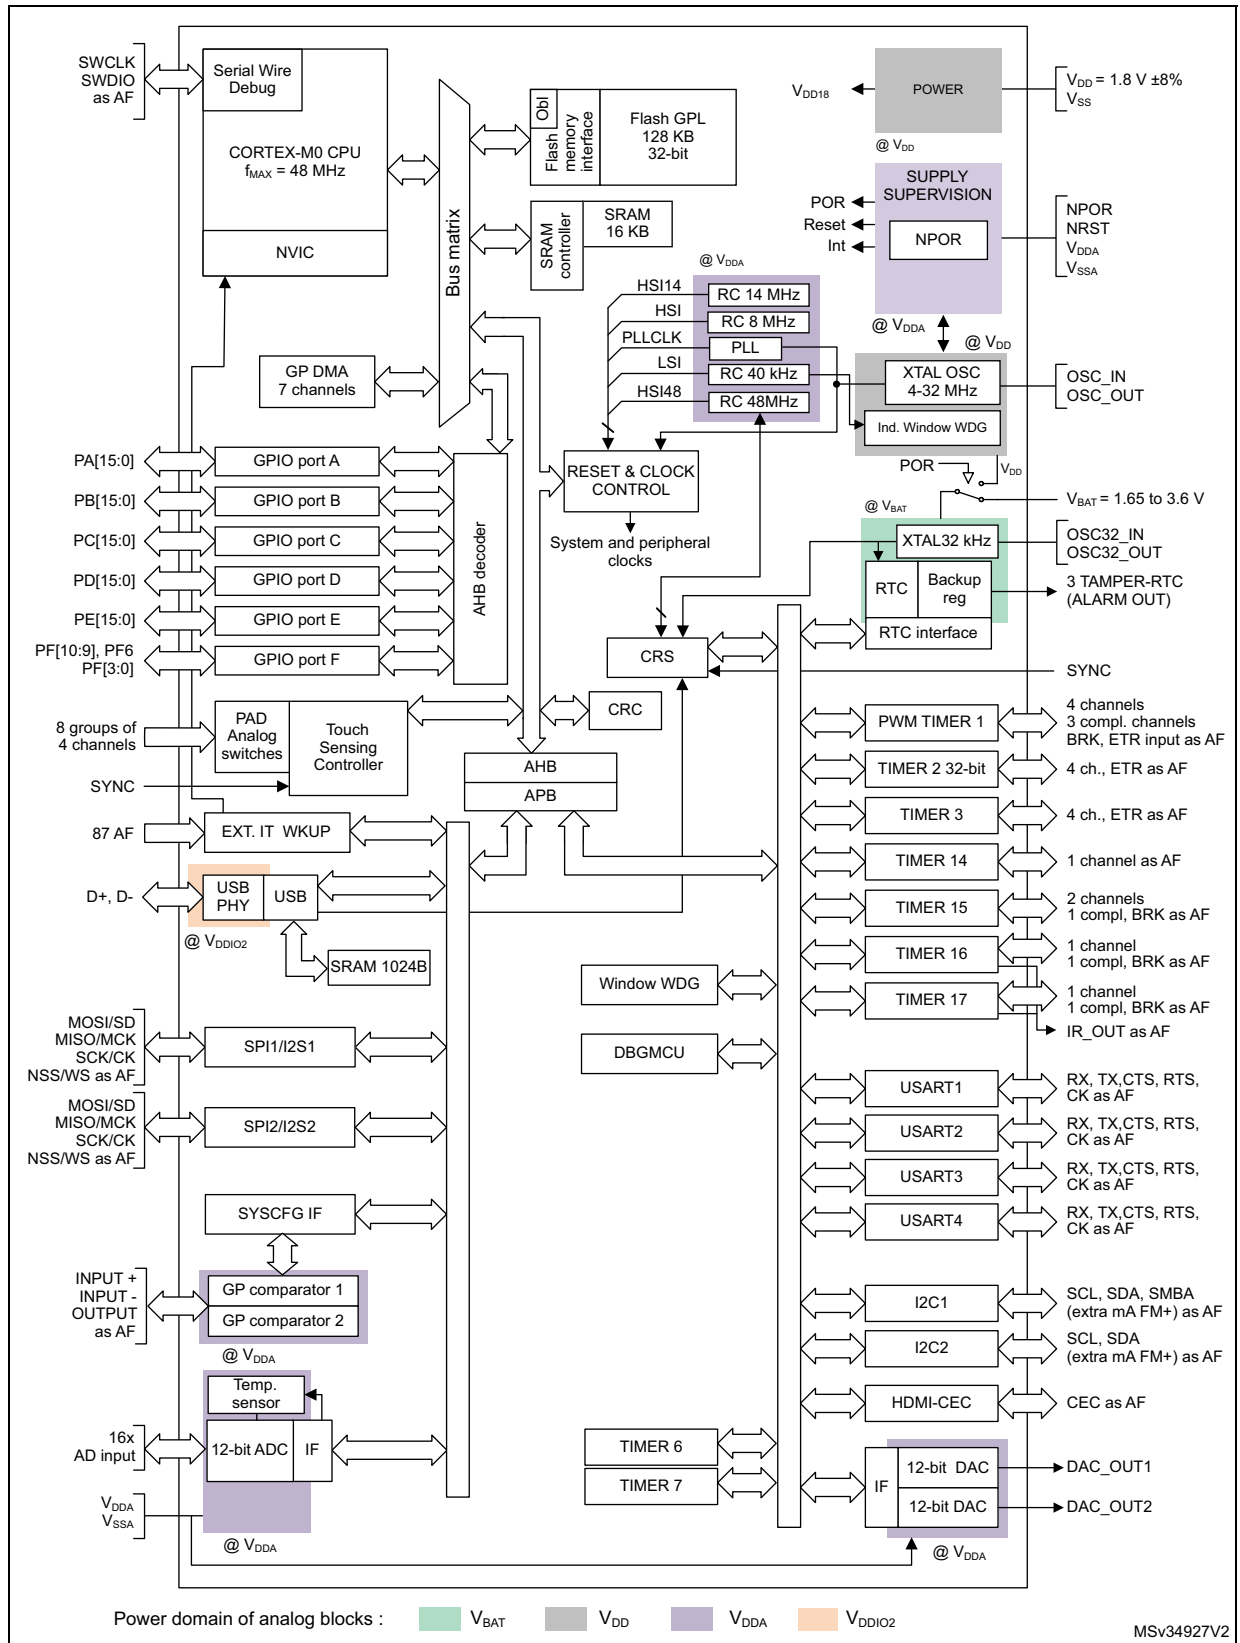 SWCLK
SWDIO
as AF
Serial Wire
Debug
CORTEX-M0 CPU
fMAX = 48 MHz
NVIC
Bus matrix
Obl
Flash
memory
interface
Flash GPL
128 KB
32-bit
SRAM
controller
SRAM
16 KB
VDD18
POWER
VDD = 1.8 V ±8%
VSS
@ VDD
SUPPLY
SUPERVISION
NPOR
POR
Reset
Int
NPOR
NRST
VDDA
VSSA
@ VDDA
@ VDDA
@ VDD
HSI14
HSI
PLLCLK
LSI
HSI48
RC 14 MHz
RC 8 MHz
PLL
RC 40 kHz
RC 48MHz
XTAL OSC
4-32 MHz
Ind. Window WDG
OSC_IN
OSC_OUT
GP DMA
7 channels
RESET & CLOCK
CONTROL
System and peripheral
clocks
POR
VDD
@ VBAT
VBAT = 1.65 to 3.6 V
XTAL32 kHz
OSC32_IN
OSC32_OUT
RTC
Backup
reg
RTC interface
3 TAMPER-RTC
(ALARM OUT)
PA[15:0]
GPIO port A
PB[15:0]
GPIO port B
PC[15:0]
GPIO port C
PD[15:0]
GPIO port D
PE[15:0]
GPIO port E
PF[10:9], PF6
PF[3:0]
GPIO port F
AHB decoder
CRS
SYNC
8 groups of
4 channels
PAD
Analog
switches
Touch
Sensing
Controller
SYNC
CRC
AHB
APB
87 AF
EXT. IT WKUP
D+, D-
USB
PHY
USB
@ VDDIO2
SRAM 1024B
PWM TIMER 1
4 channels
3 compl. channels
BRK, ETR input as AF
TIMER 2 32-bit
4 ch., ETR as AF
TIMER 3
4 ch., ETR as AF
TIMER 14
1 channel as AF
TIMER 15
2 channels
1 compl, BRK as AF
TIMER 16
1 channel
1 compl, BRK as AF
TIMER 17
1 channel
1 compl, BRK as AF
IR_OUT as AF
Window WDG
DBGMCU
MOSI/SD
MISO/MCK
SCK/CK
NSS/WS as AF
SPI1/I2S1
MOSI/SD
MISO/MCK
SCK/CK
NSS/WS as AF
SPI2/I2S2
USART1
RX, TX,CTS, RTS,
CK as AF
USART2
RX, TX,CTS, RTS,
CK as AF
USART3
RX, TX,CTS, RTS,
CK as AF
USART4
RX, TX,CTS, RTS,
CK as AF
SYSCFG IF
INPUT +
INPUT -
OUTPUT
as AF
GP comparator 1
GP comparator 2
@ VDDA
I2C1
SCL, SDA, SMBA
(extra mA FM+) as AF
I2C2
SCL, SDA
(extra mA FM+) as AF
HDMI-CEC
CEC as AF
Temp.
sensor
16x
AD input
12-bit ADC
IF
VDDA
VSSA
@ VDDA
TIMER 6
TIMER 7
IF
12-bit DAC
12-bit DAC
DAC_OUT1
DAC_OUT2
@ VDDA
Power domain of analog blocks :
VBAT
VDD
VDDA
VDDIO2
MSv34927V2